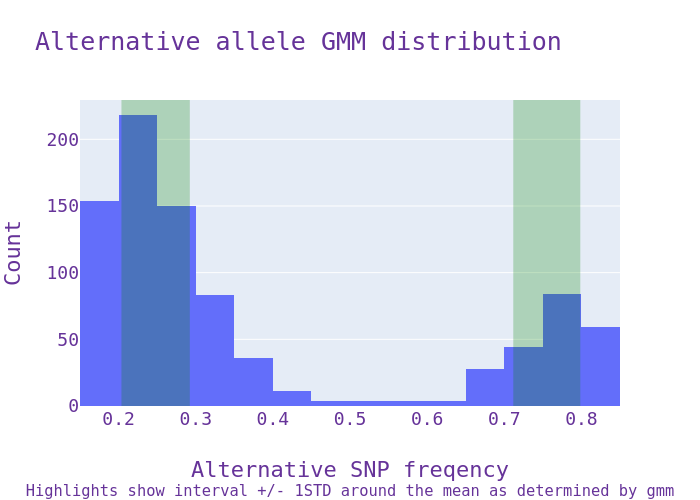 Alternative allele GMM distribution
200
150
100
50
0
Count
0.2 0.3 0.4 0.5 0.6 0.7 0.8
Alternative SNP freqency
Highlights show interval +/- 1STD around the mean as determined by gmm